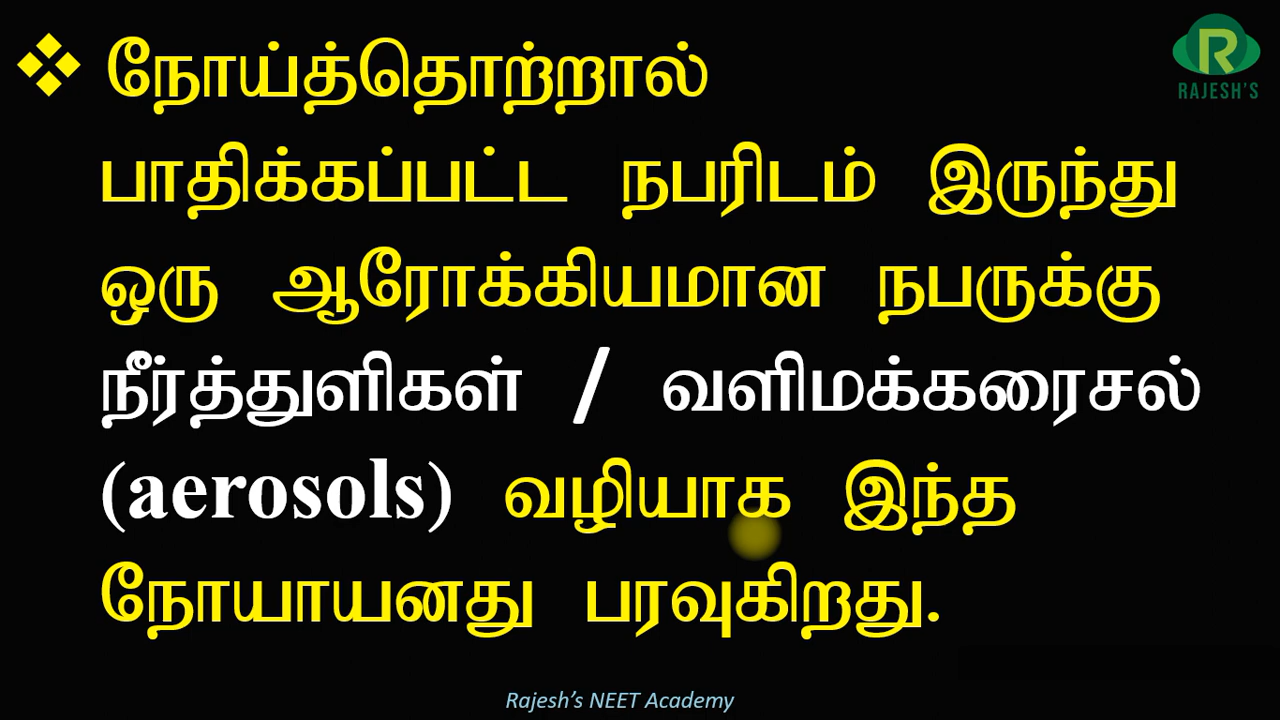 ❖ நோய்த்தொற்றால்
R
RAJESH'S
பாதிக்கப்பட்ட நபரிடம் இருந்து
ஒரு ஆரோக்கியமான நபருக்கு
நீர்த்துளிகள் / வளிமக்கரைசல்
(aerosols) வழியாக இந்த
நோயாயனது பரவுகிறது.
Rajesh's NEET Academy